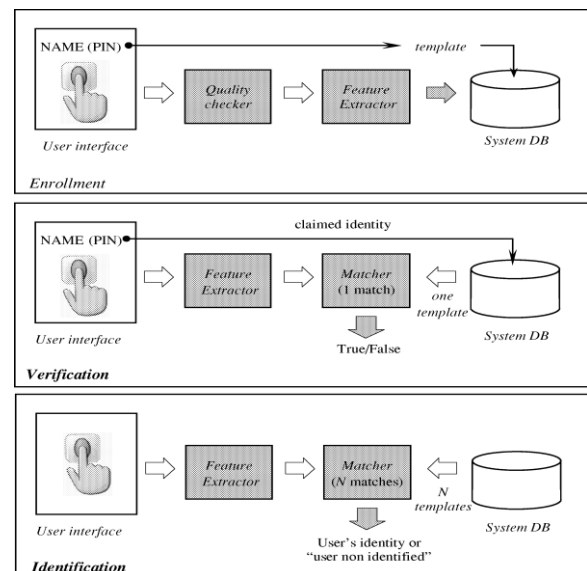 NAME (PIN)
template
Quality
checker
Feature
Extractor
User interface
System DB
Enrollment
claimed identity
NAME (PIN)
Feature
Extractor
Matcher
(1 match)
one
template
User interface
System DB
True/False
Verification
Feature
Extractor
Matcher
(N matches)
N
templates
User interface
System DB
User's identity or
"user non identified"
Identification